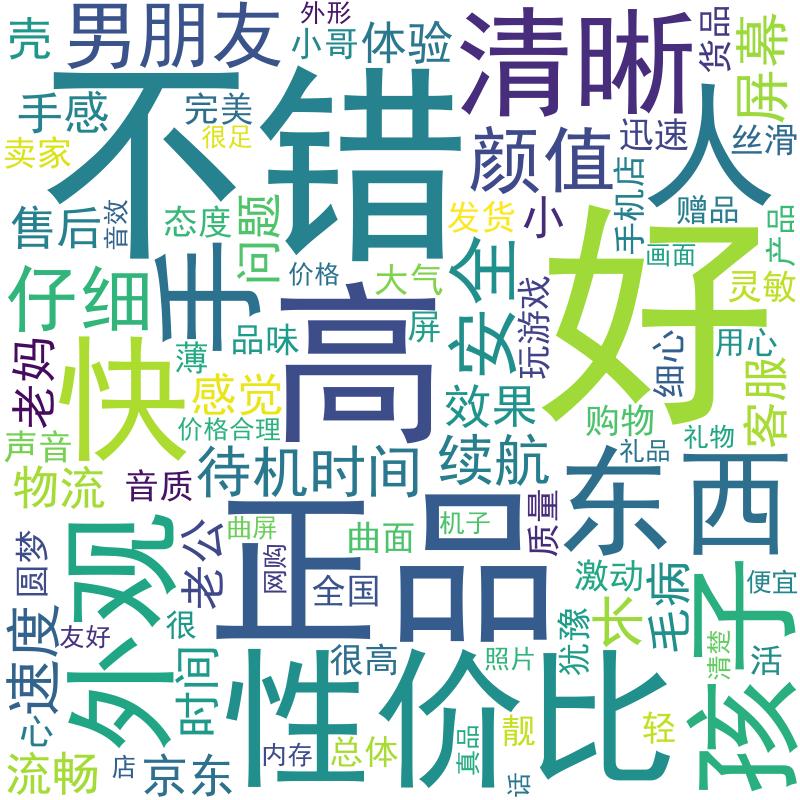 壳
男朋友
外形
小哥
体验
清晰
货品
屏幕
手感
完美
不错
很足
卖家
颜值
迅速
人
丝滑
售后
音效
态度
问题
发货
小
手机店
赠品
产品
画面
仔细
手
价格
大气
安全
玩游戏
好
灵敏
老妈
快
薄
品味
高
屏
细心
用心
客服
感觉
效果
购物
声音
价格合理
礼品
礼物
物流
音质
待机时间
续航
东西
圆梦
外观
老公
曲屏
正品
网购
全国
曲面
机子
质量
激动
毛病
孩子
便宜
速度
友好
很
长
犹豫
清楚
活
心
时间
很高
照片
性价比
流畅
店
京东
内存
总体
真品
靓
话
轻